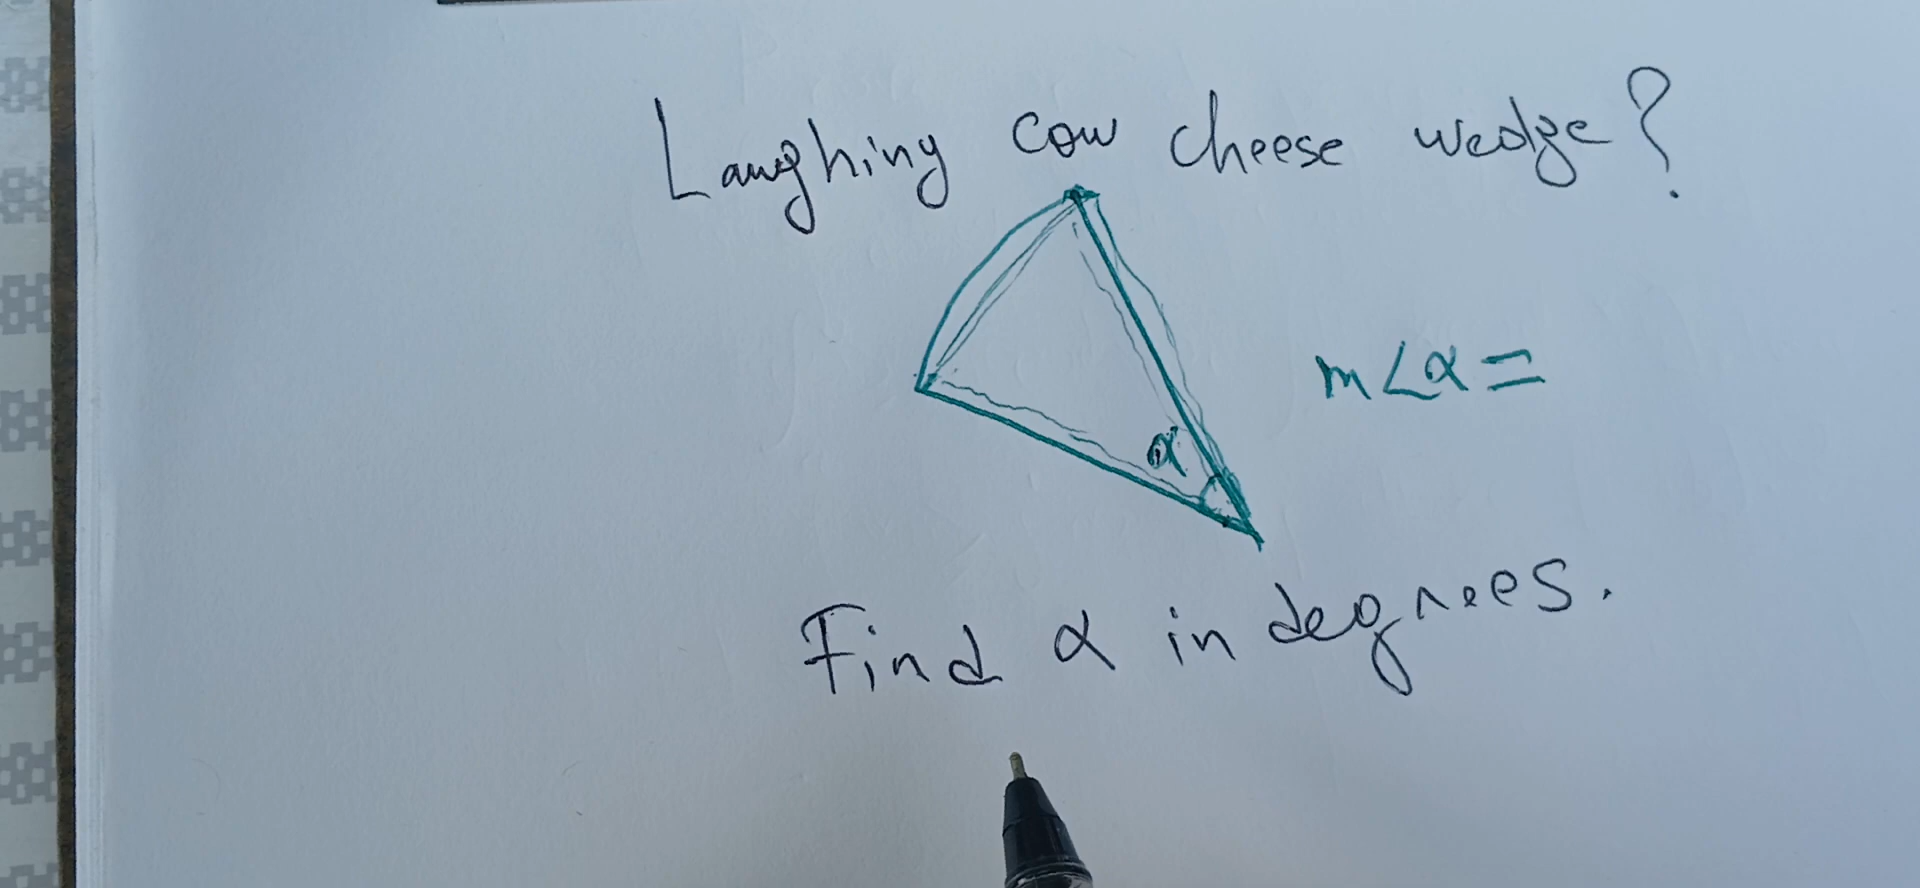 Laughing cow cheese wedge?
α
m∠α =
Find α in degrees.